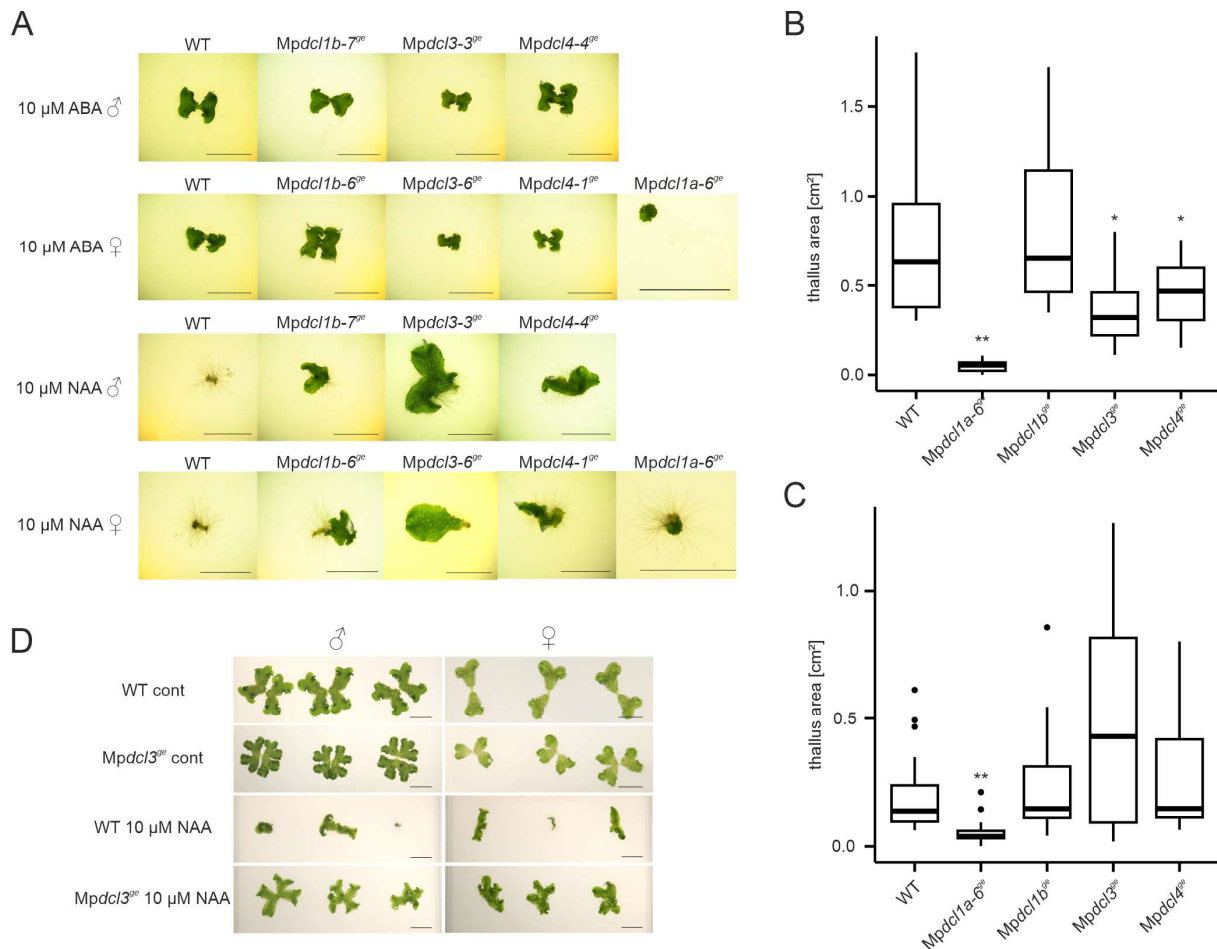 A
WT Mpdcl1b-7ge Mpdcl3-3ge Mpdcl4-4ge
10 µM ABA ♂
WT Mpdcl1b-6ge Mpdcl3-6ge Mpdcl4-1ge Mpdcl1a-6ge
10 µM ABA ♀
WT Mpdcl1b-7ge Mpdcl3-3ge Mpdcl4-4ge
10 µM NAA ♂
WT Mpdcl1b-6ge Mpdcl3-6ge Mpdcl4-1ge Mpdcl1a-6ge
10 µM NAA ♀
B
thallus area [cm²]
1.5
1.0
0.5
0.0
**
*
*
WT Mpdcl1a-6ge Mpdcl1bge Mpdcl3ge Mpdcl4ge
C
thallus area [cm²]
1.0
0.5
0.0
**
WT Mpdcl1a-6ge Mpdcl1bge Mpdcl3ge Mpdcl4ge
D
♂ ♀
WT cont
Mpdcl3ge cont
WT 10 µM NAA
Mpdcl3ge 10 µM NAA